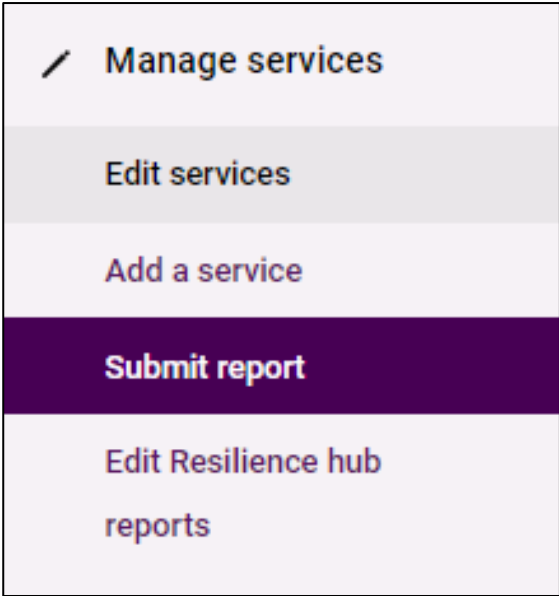 Manage services
Edit services
Add a service
Submit report
Edit Resilience hub
reports